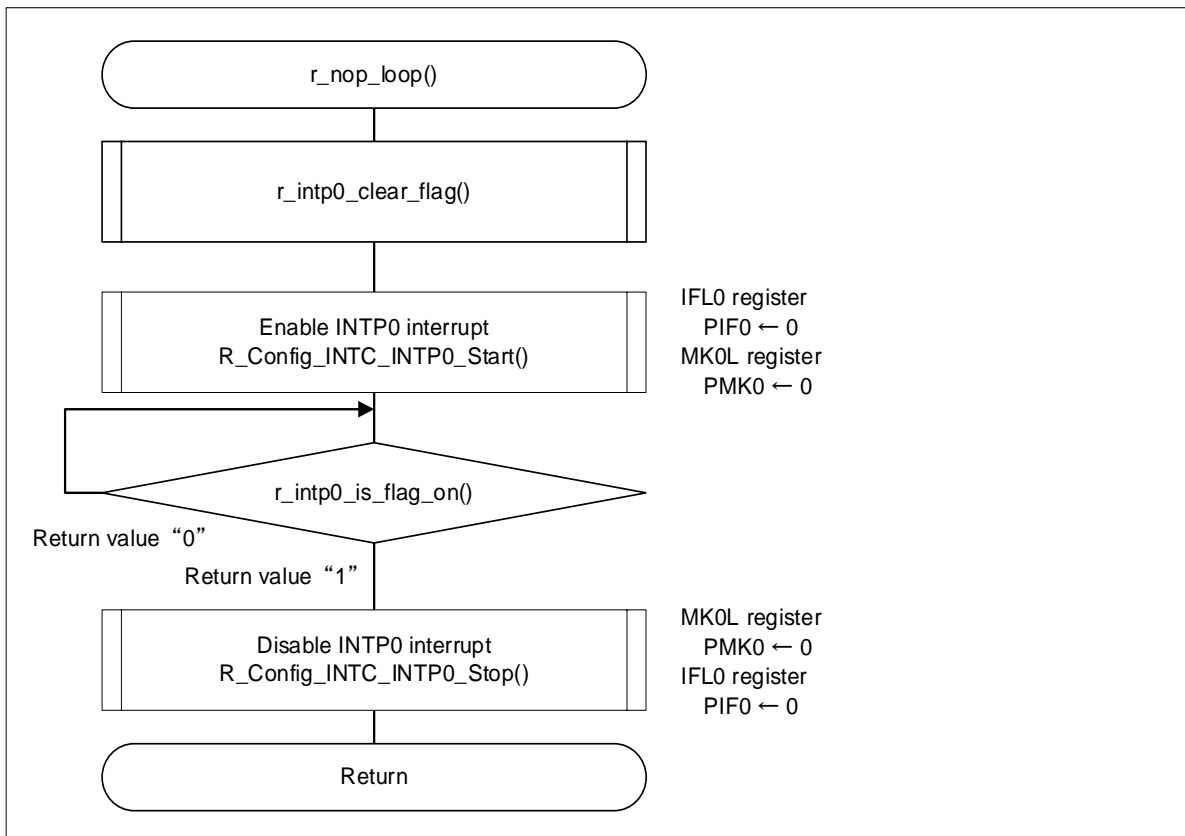 r_nop_loop()
r_intp0_clear_flag()
Enable INTP0 interrupt
R_Config_INTC_INTP0_Start()
IFL0 register
PIF0 ← 0
MK0L register
PMK0 ← 0
r_intp0_is_flag_on()
Return value “0”
Return value “1”
Disable INTP0 interrupt
R_Config_INTC_INTP0_Stop()
MK0L register
PMK0 ← 0
IFL0 register
PIF0 ← 0
Return